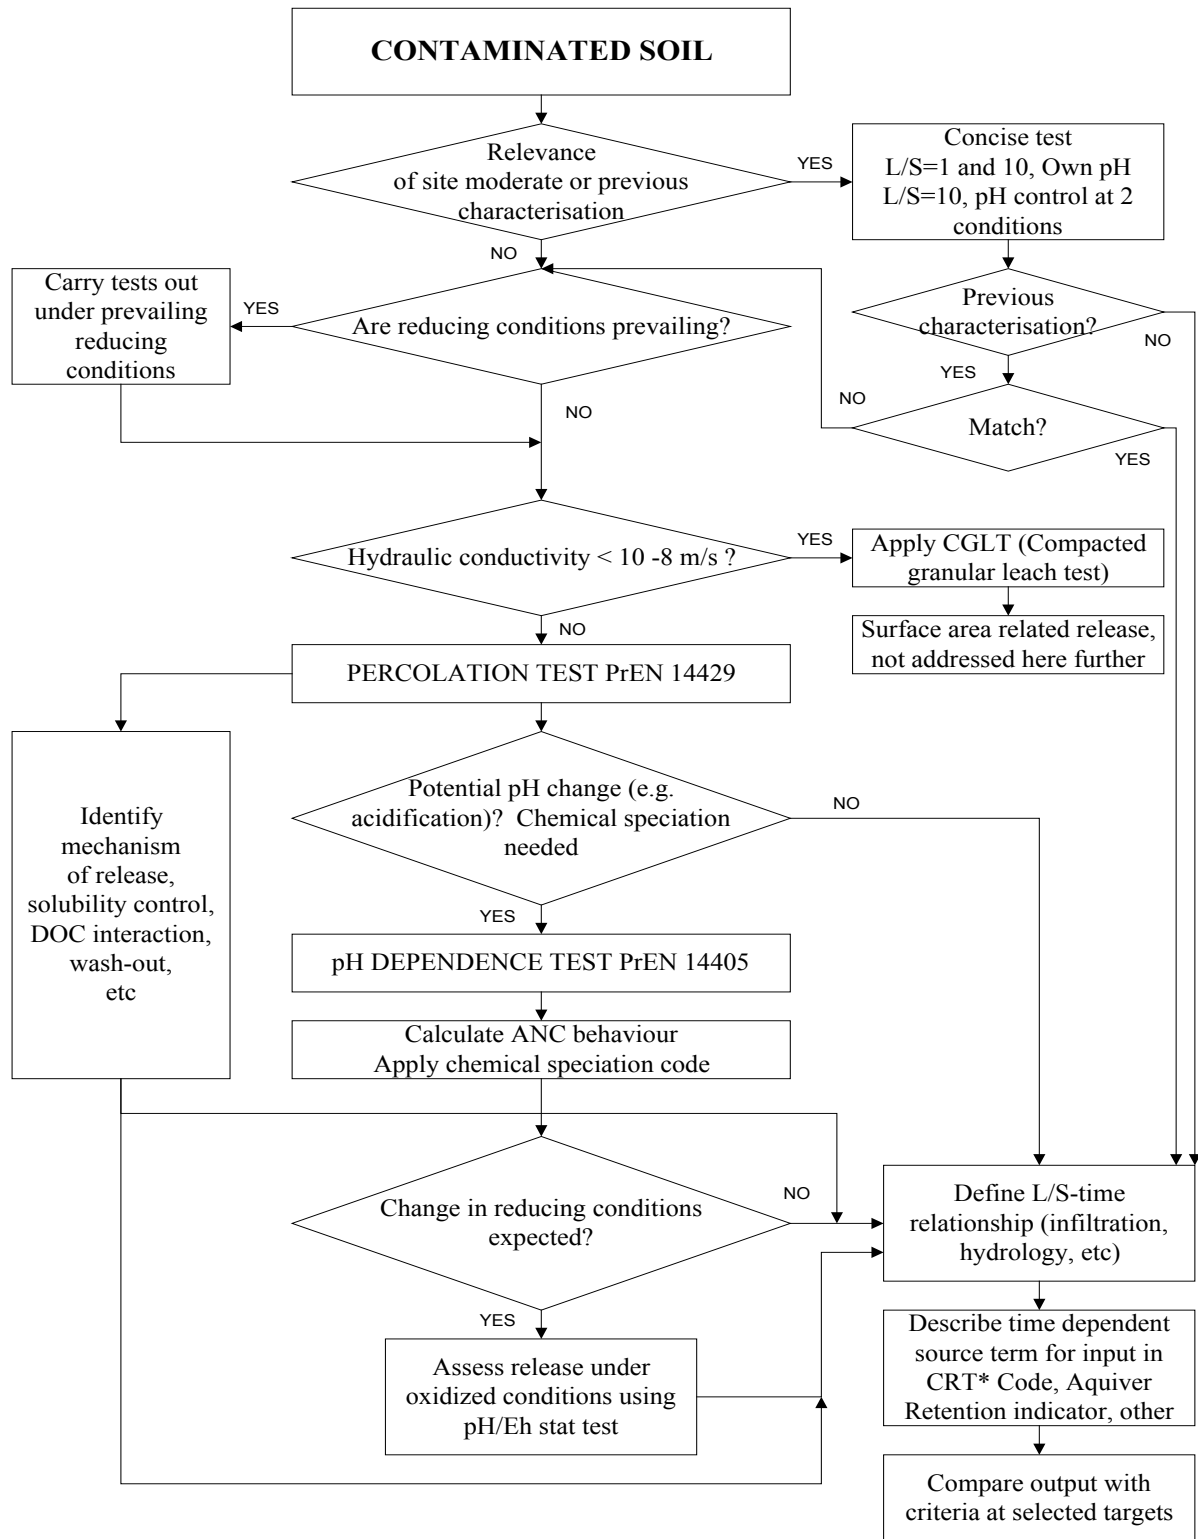 CONTAMINATED SOIL
Relevance
of site moderate or previous
characterisation
YES
Concise test
L/S=1 and 10, Own pH
L/S=10, pH control at 2
conditions
NO
Carry tests out
under prevailing
reducing
conditions
YES
Are reducing conditions prevailing?
Previous
characterisation?
NO
YES
NO
NO
Match?
YES
Hydraulic conductivity < 10 -8 m/s ?
YES
Apply CGLT (Compacted
granular leach test)
NO
Surface area related release,
not addressed here further
PERCOLATION TEST PrEN 14429
Identify
mechanism
of release,
solubility control,
DOC interaction,
wash-out,
etc
Potential pH change (e.g.
acidification)? Chemical speciation
needed
NO
YES
pH DEPENDENCE TEST PrEN 14405
Calculate ANC behaviour
Apply chemical speciation code
Change in reducing conditions
expected?
NO
Define L/S-time
relationship (infiltration,
hydrology, etc)
YES
Assess release under
oxidized conditions using
pH/Eh stat test
Describe time dependent
source term for input in
CRT* Code, Aquiver
Retention indicator, other
Compare output with
criteria at selected targets